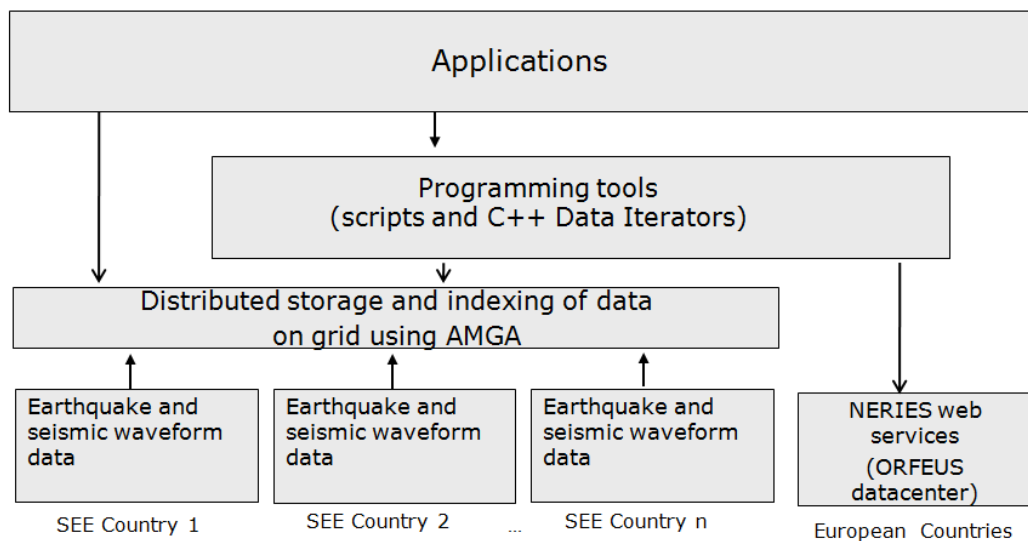 Applications
Programming tools
(scripts and C++ Data Iterators)
Distributed storage and indexing of data
on grid using AMGA
Earthquake and
seismic waveform
data
Earthquake and
seismic waveform
data
Earthquake and
seismic waveform
data
NERIES web
services
(ORFEUS
datacenter)
SEE Country 1
SEE Country 2
...
SEE Country n
European Countries